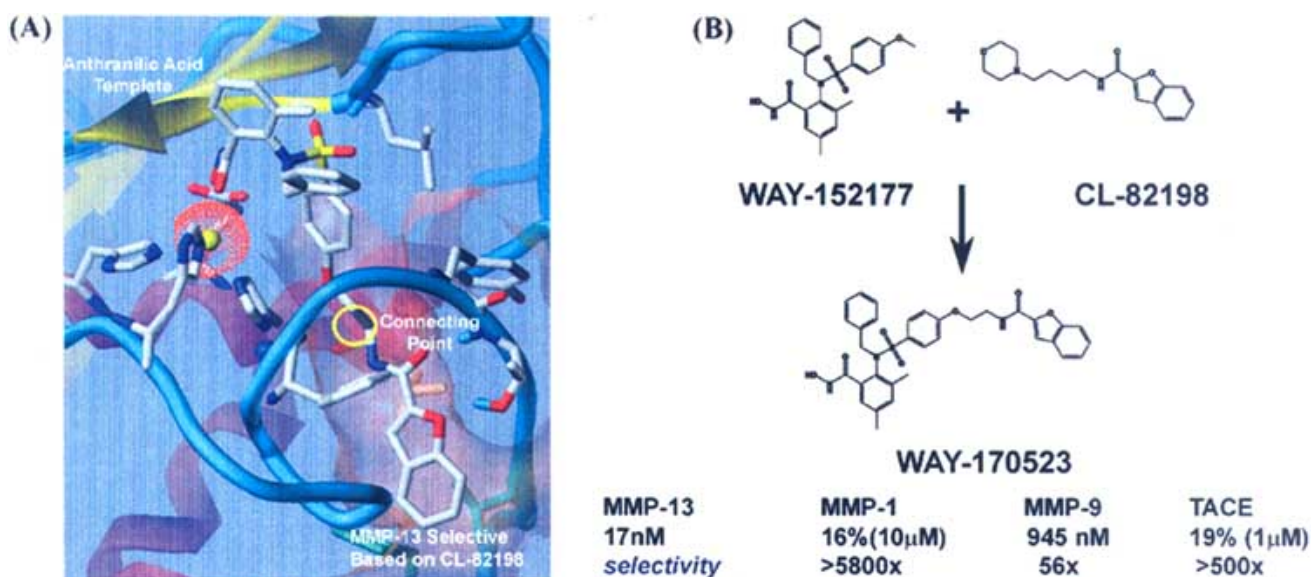 (A)
Anthranilic Acid
Template
Connecting
Point
MMP-13 Selective
Based on CL-82198
(B)
WAY-152177
+
CL-82198
WAY-170523
MMP-13 MMP-1 MMP-9 TACE
17nM 16%(10µM) 945 nM 19% (1µM)
selectivity >5800x 56x >500x